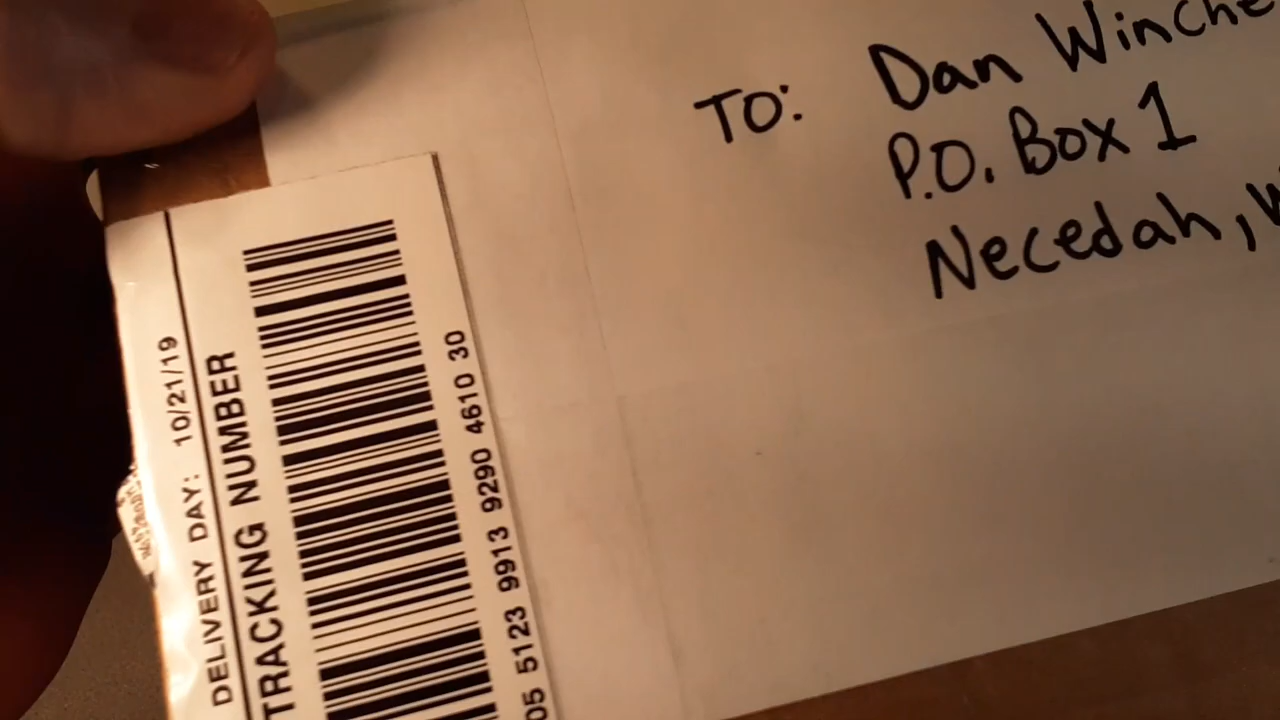 TO: Dan Winche
P.O. Box 1
Necedah, W
DELIVERY DAY: 10/21/19
TRACKING NUMBER
05 5123 9913 9290 4610 30